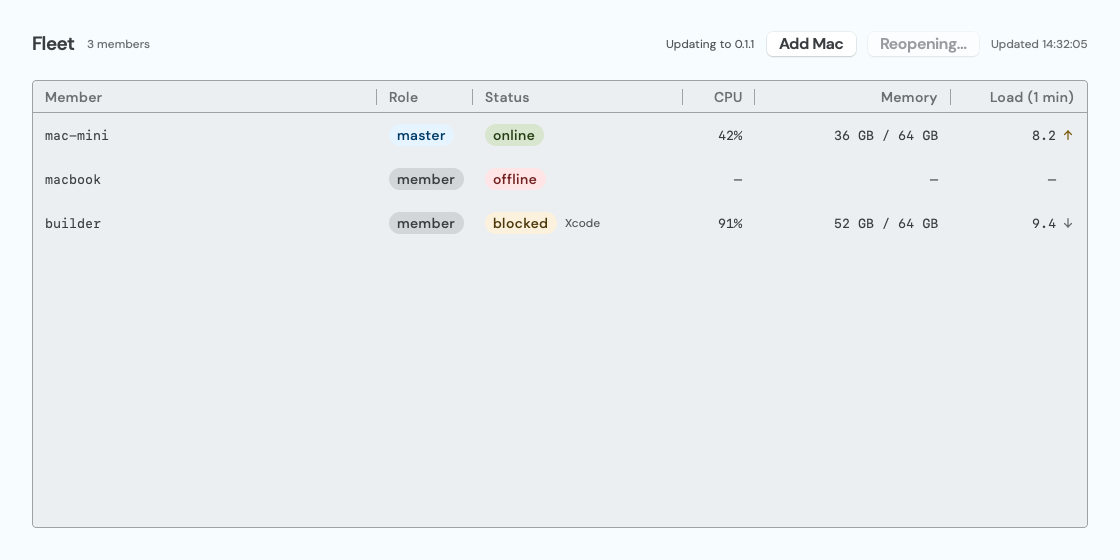 Fleet 3 members Updating to 0.1.1 Add Mac Reopening... Updated 14:32:05
Member Role Status CPU Memory Load (1 min)
mac-mini master online 42% 36 GB / 64 GB 8.2 ↑
macbook member offline — — —
builder member blocked Xcode 91% 52 GB / 64 GB 9.4 ↓